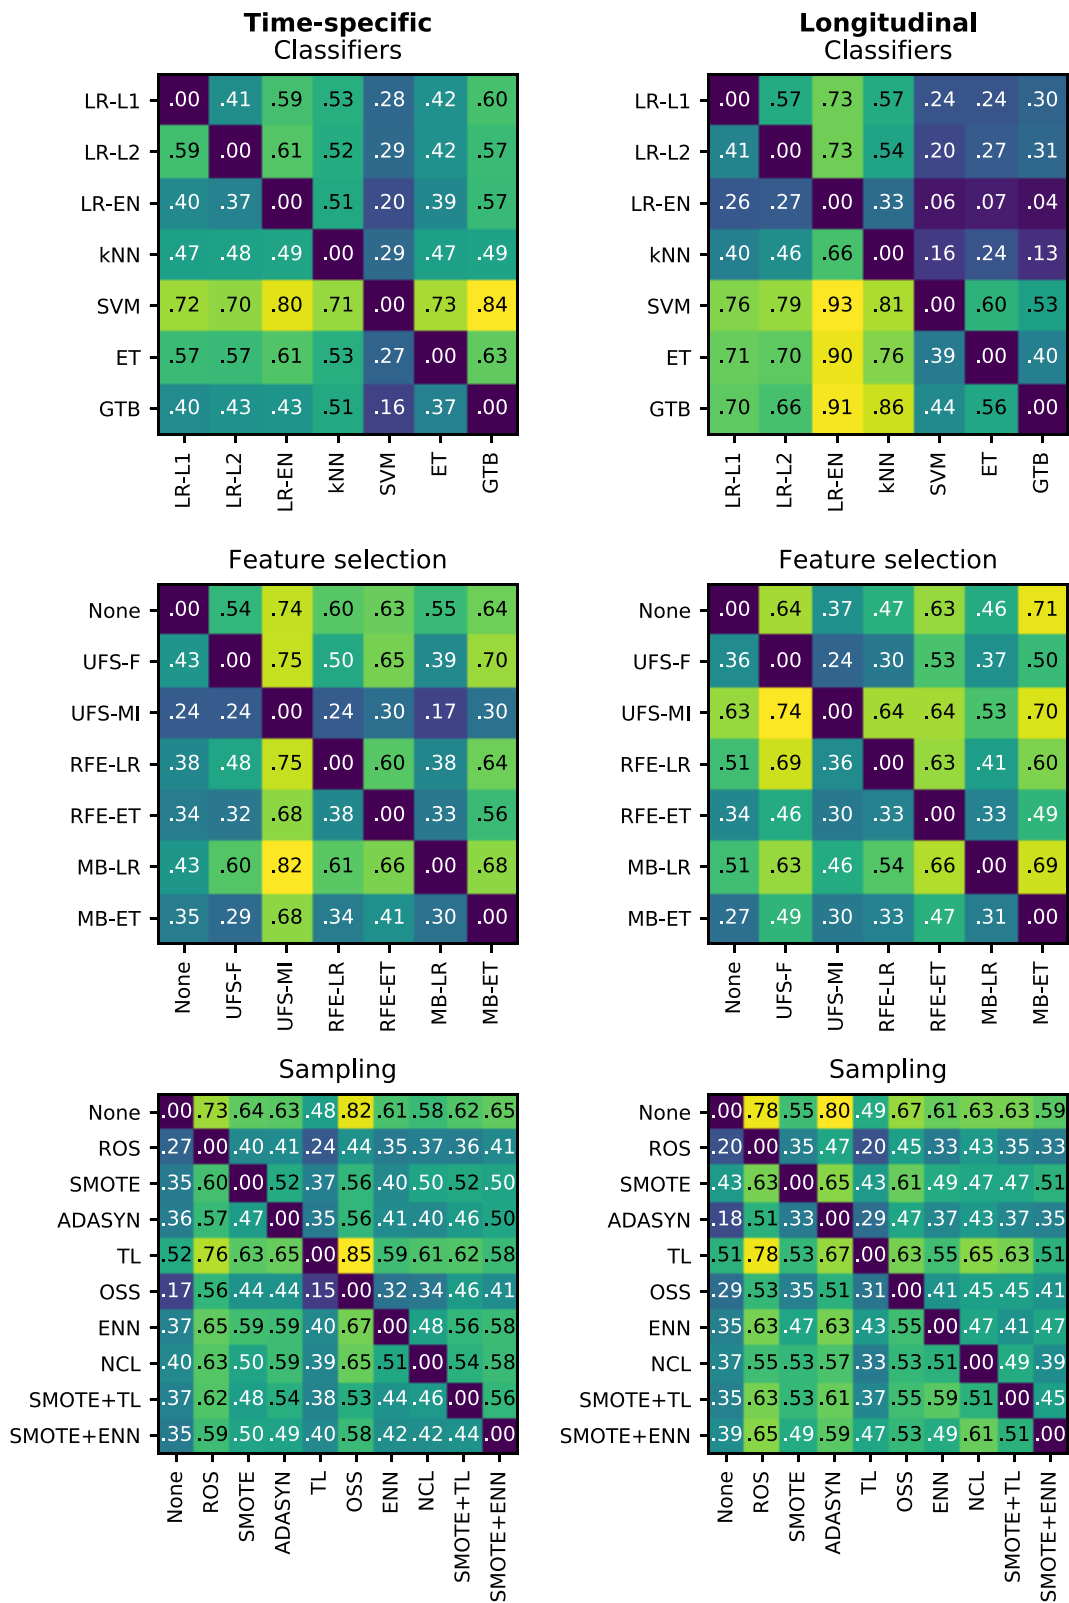 Time-specific
Classifiers
LR-L1 .00 .41 .59 .53 .28 .42 .60
LR-L2 .59 .00 .61 .52 .29 .42 .57
LR-EN .40 .37 .00 .51 .20 .39 .57
kNN .47 .48 .49 .00 .29 .47 .49
SVM .72 .70 .80 .71 .00 .73 .84
ET .57 .57 .61 .53 .27 .00 .63
GTB .40 .43 .43 .51 .16 .37 .00
LR-L1 LR-L2 LR-EN kNN SVM ET GTB
Longitudinal
Classifiers
LR-L1 .00 .57 .73 .57 .24 .24 .30
LR-L2 .41 .00 .73 .54 .20 .27 .31
LR-EN .26 .27 .00 .33 .06 .07 .04
kNN .40 .46 .66 .00 .16 .24 .13
SVM .76 .79 .93 .81 .00 .60 .53
ET .71 .70 .90 .76 .39 .00 .40
GTB .70 .66 .91 .86 .44 .56 .00
LR-L1 LR-L2 LR-EN kNN SVM ET GTB
Feature selection
None .00 .54 .74 .60 .63 .55 .64
UFS-F .43 .00 .75 .50 .65 .39 .70
UFS-MI .24 .24 .00 .24 .30 .17 .30
RFE-LR .38 .48 .75 .00 .60 .38 .64
RFE-ET .34 .32 .68 .38 .00 .33 .56
MB-LR .43 .60 .82 .61 .66 .00 .68
MB-ET .35 .29 .68 .34 .41 .30 .00
None UFS-F UFS-MI RFE-LR RFE-ET MB-LR MB-ET
Feature selection
None .00 .64 .37 .47 .63 .46 .71
UFS-F .36 .00 .24 .30 .53 .37 .50
UFS-MI .63 .74 .00 .64 .64 .53 .70
RFE-LR .51 .69 .36 .00 .63 .41 .60
RFE-ET .34 .46 .30 .33 .00 .33 .49
MB-LR .51 .63 .46 .54 .66 .00 .69
MB-ET .27 .49 .30 .33 .47 .31 .00
None UFS-F UFS-MI RFE-LR RFE-ET MB-LR MB-ET
Sampling
None .00 .73 .64 .63 .48 .82 .61 .58 .62 .65
ROS .27 .00 .40 .41 .24 .44 .35 .37 .36 .41
SMOTE .35 .60 .00 .52 .37 .56 .40 .50 .52 .50
ADASYN .36 .57 .47 .00 .35 .56 .41 .40 .46 .50
TL .52 .76 .63 .65 .00 .85 .59 .61 .62 .58
OSS .17 .56 .44 .44 .15 .00 .32 .34 .46 .41
ENN .37 .65 .59 .59 .40 .67 .00 .48 .56 .58
NCL .40 .63 .50 .59 .39 .65 .51 .00 .54 .58
SMOTE+TL .37 .62 .48 .54 .38 .53 .44 .46 .00 .56
SMOTE+ENN .35 .59 .50 .49 .40 .58 .42 .42 .44 .00
None ROS SMOTE ADASYN TL OSS ENN NCL SMOTE+TL SMOTE+ENN
Sampling
None .00 .78 .55 .80 .49 .67 .61 .63 .63 .59
ROS .20 .00 .35 .47 .20 .45 .33 .43 .35 .33
SMOTE .43 .63 .00 .65 .43 .61 .49 .47 .47 .51
ADASYN .18 .51 .33 .00 .29 .47 .37 .43 .37 .35
TL .51 .78 .53 .67 .00 .63 .55 .65 .63 .51
OSS .29 .53 .35 .51 .31 .00 .41 .45 .45 .41
ENN .35 .63 .47 .63 .43 .55 .00 .47 .41 .47
NCL .37 .55 .53 .57 .33 .53 .51 .00 .49 .39
SMOTE+TL .35 .63 .53 .61 .37 .55 .59 .51 .00 .45
SMOTE+ENN .39 .65 .49 .59 .47 .53 .49 .61 .51 .00
None ROS SMOTE ADASYN TL OSS ENN NCL SMOTE+TL SMOTE+ENN